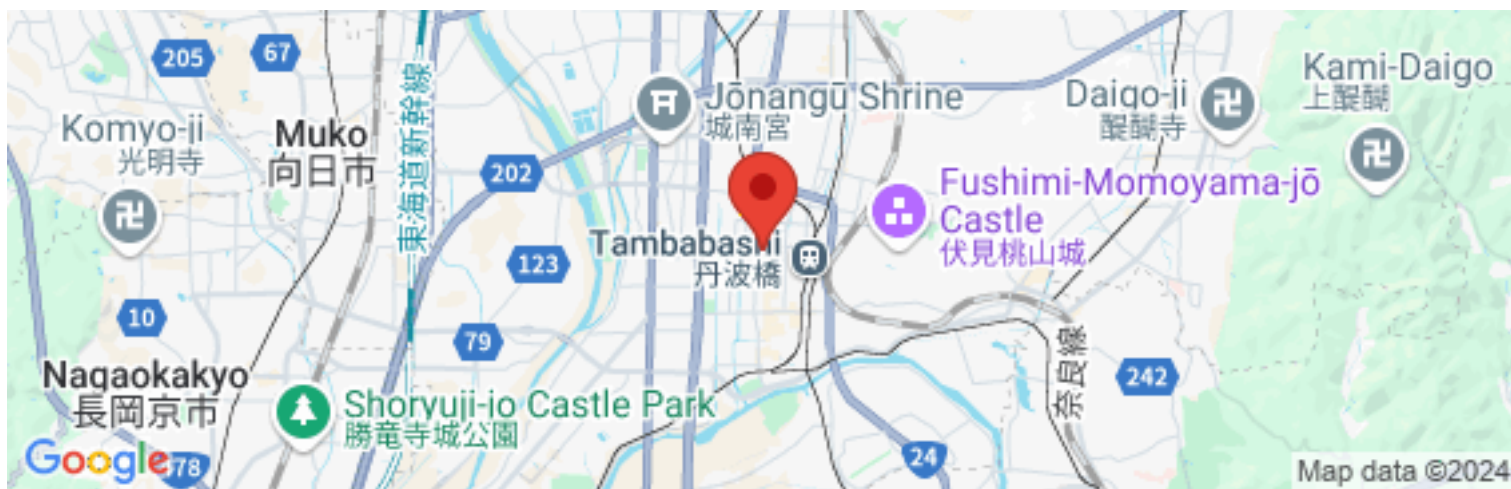 205
67
Komyo-ji
光明寺
Muko
向日市
東海道新幹線
202
Jōnangū Shrine
城南宮
Daigo-ji
醍醐寺
Kami-Daigo
上醍醐
Fushimi-Momoyama-jō
Castle
伏見桃山城
Tambabashi
丹波橋
123
10
79
Nagaokakyo
長岡京市
Shoryuji-jo Castle Park
勝竜寺城公園
奈良線
242
24
Google
Map data ©2024